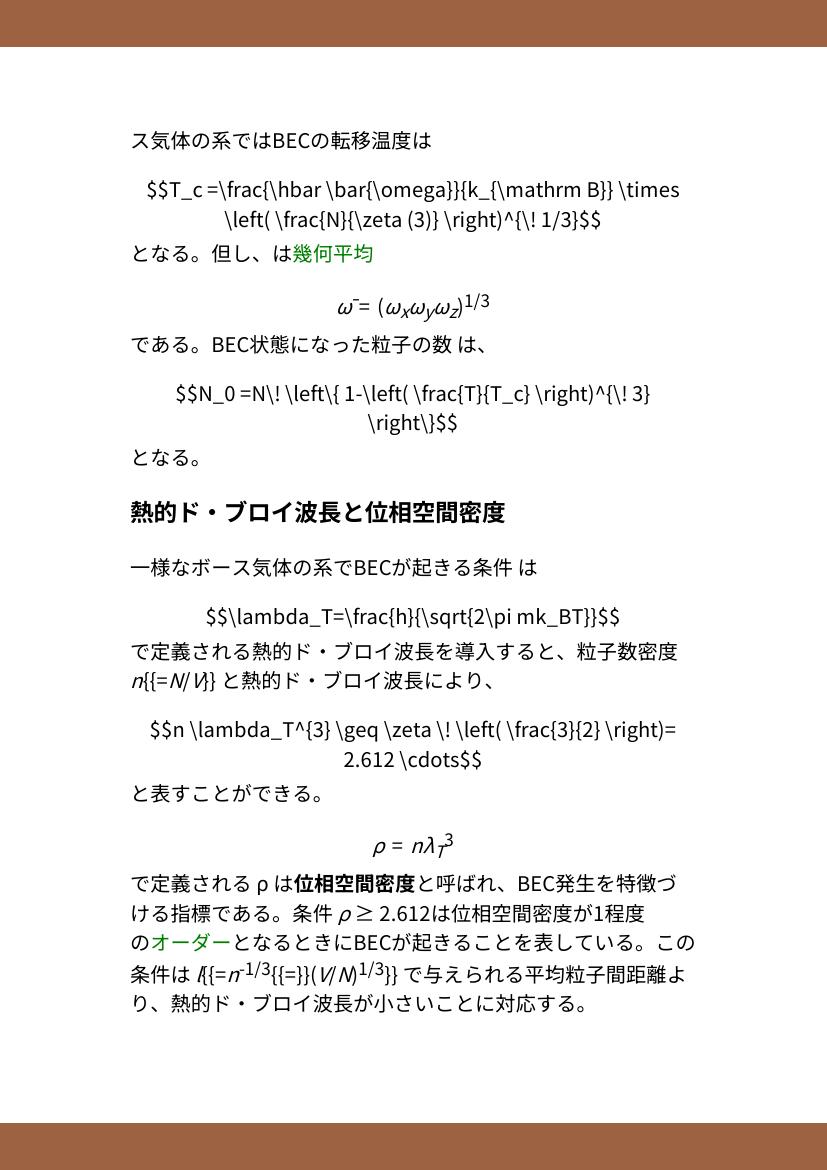 ス気体の系ではBECの転移温度は
$$T_c =\frac{\hbar \bar{\omega}}{k_{\mathrm B}} \times
\left( \frac{N}{\zeta (3)} \right)^{\! 1/3}$$
となる。但し、は幾何平均
ω̄ = (ωxωyωz)1/3
である。BEC状態になった粒子の数 は、
$$N_0 =N\! \left\{ 1-\left( \frac{T}{T_c} \right)^{\! 3}
\right\}$$
となる。
熱的ド・ブロイ波長と位相空間密度
一様なボース気体の系でBECが起きる条件 は
$$\lambda_T=\frac{h}{\sqrt{2\pi mk_BT}}$$
で定義される熱的ド・ブロイ波長を導入すると、粒子数密度
n{{=N/V}} と熱的ド・ブロイ波長により、
$$n \lambda_T^{3} \geq \zeta \! \left( \frac{3}{2} \right)=
2.612 \cdots$$
と表すことができる。
ρ = nλT3
で定義される ρ は位相空間密度と呼ばれ、BEC発生を特徴づ
ける指標である。条件 ρ ≥ 2.612は位相空間密度が1程度
のオーダーとなるときにBECが起きることを表している。この
条件は l{{=n-1/3{{=}}(V/N)1/3}} で与えられる平均粒子間距離よ
り、熱的ド・ブロイ波長が小さいことに対応する。